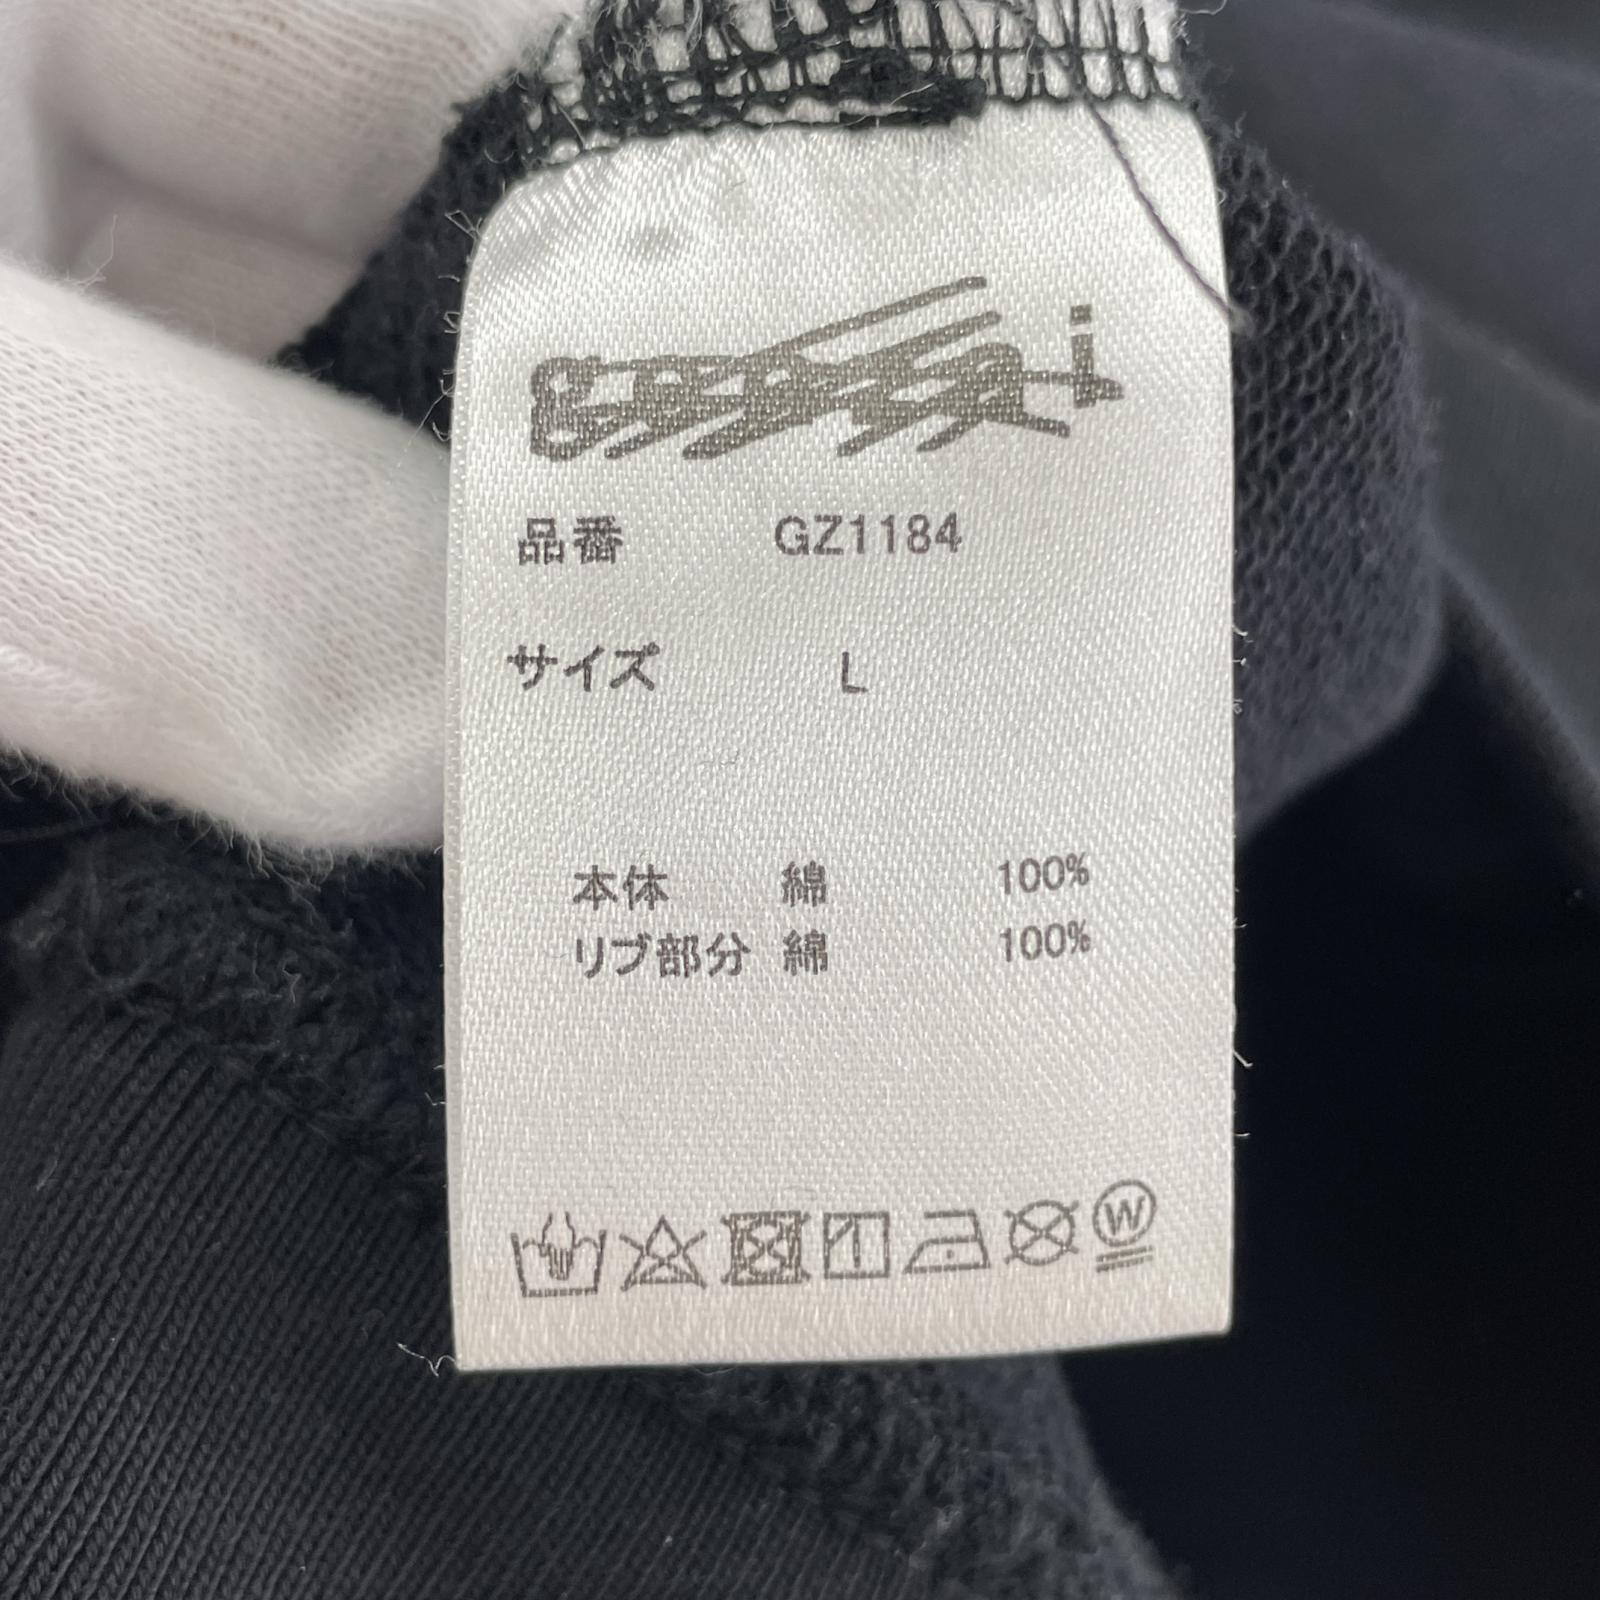 品番 GZ1184
サイズ L
本体 綿 100%
リブ部分 綿 100%
W